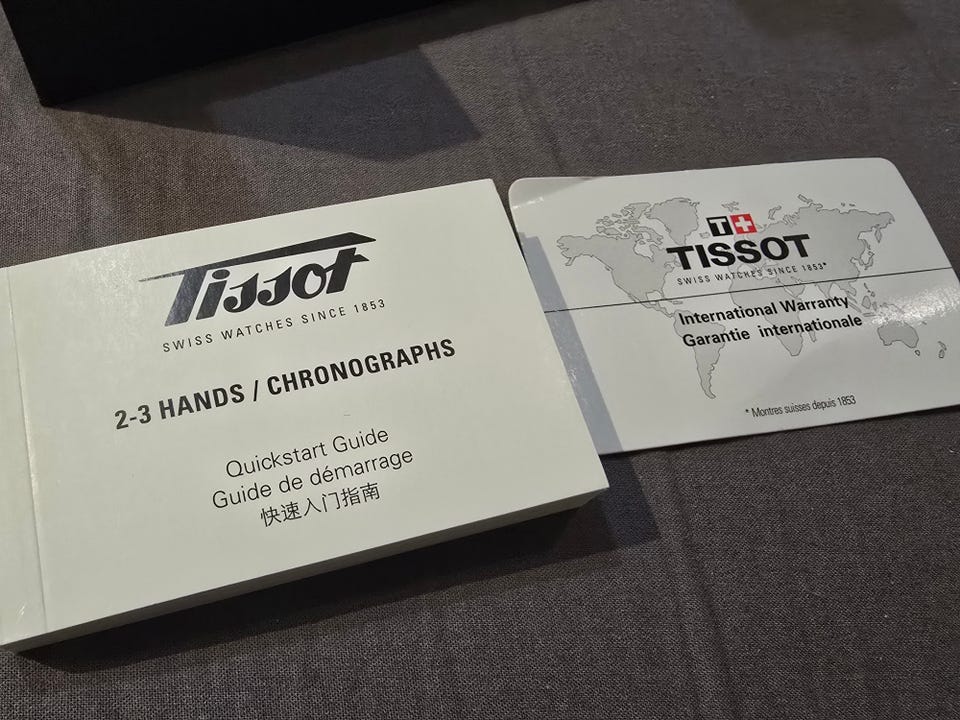 Tissot
SWISS WATCHES SINCE 1853
2-3 HANDS / CHRONOGRAPHS
Quickstart Guide
Guide de démarrage
快速入门指南
T+
TISSOT
SWISS WATCHES SINCE 1853*
International Warranty
Garantie internationale
* Montres suisses depuis 1853